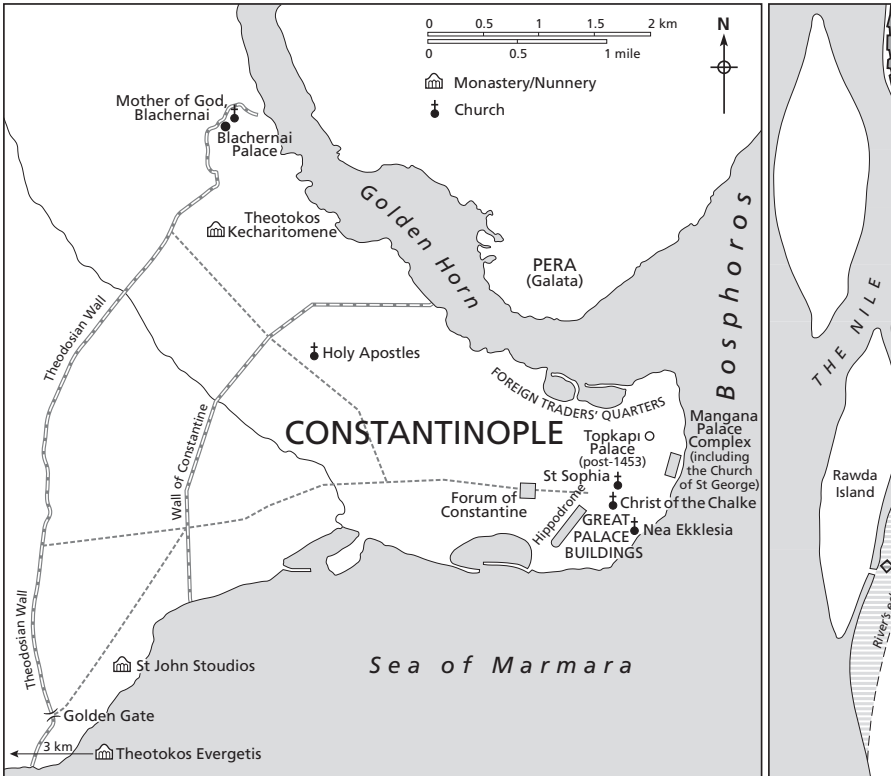 0 0.5 1 1.5 2 km
0 0.5 1 mile
N
Monastery/Nunnery
Church
Mother of God,
Blachernai
Blachernai
Palace
Theotokos
Kecharitomene
Golden Horn
PERA
(Galata)
Bosphoros
Theodosian Wall
Wall of Constantine
Holy Apostles
FOREIGN TRADERS' QUARTERS
CONSTANTINOPLE
Topkapı
Palace
(post-1453)
Mangana
Palace
Complex
(including
the Church
of St George)
St Sophia
Forum of
Constantine
Hippodrome
Christ of the Chalke
GREAT
PALACE
BUILDINGS
Nea Ekklesia
Theodosian Wall
St John Stoudios
Sea of Marmara
Golden Gate
3 km
Theotokos Evergetis
THE NILE
Rawda
Island
River's